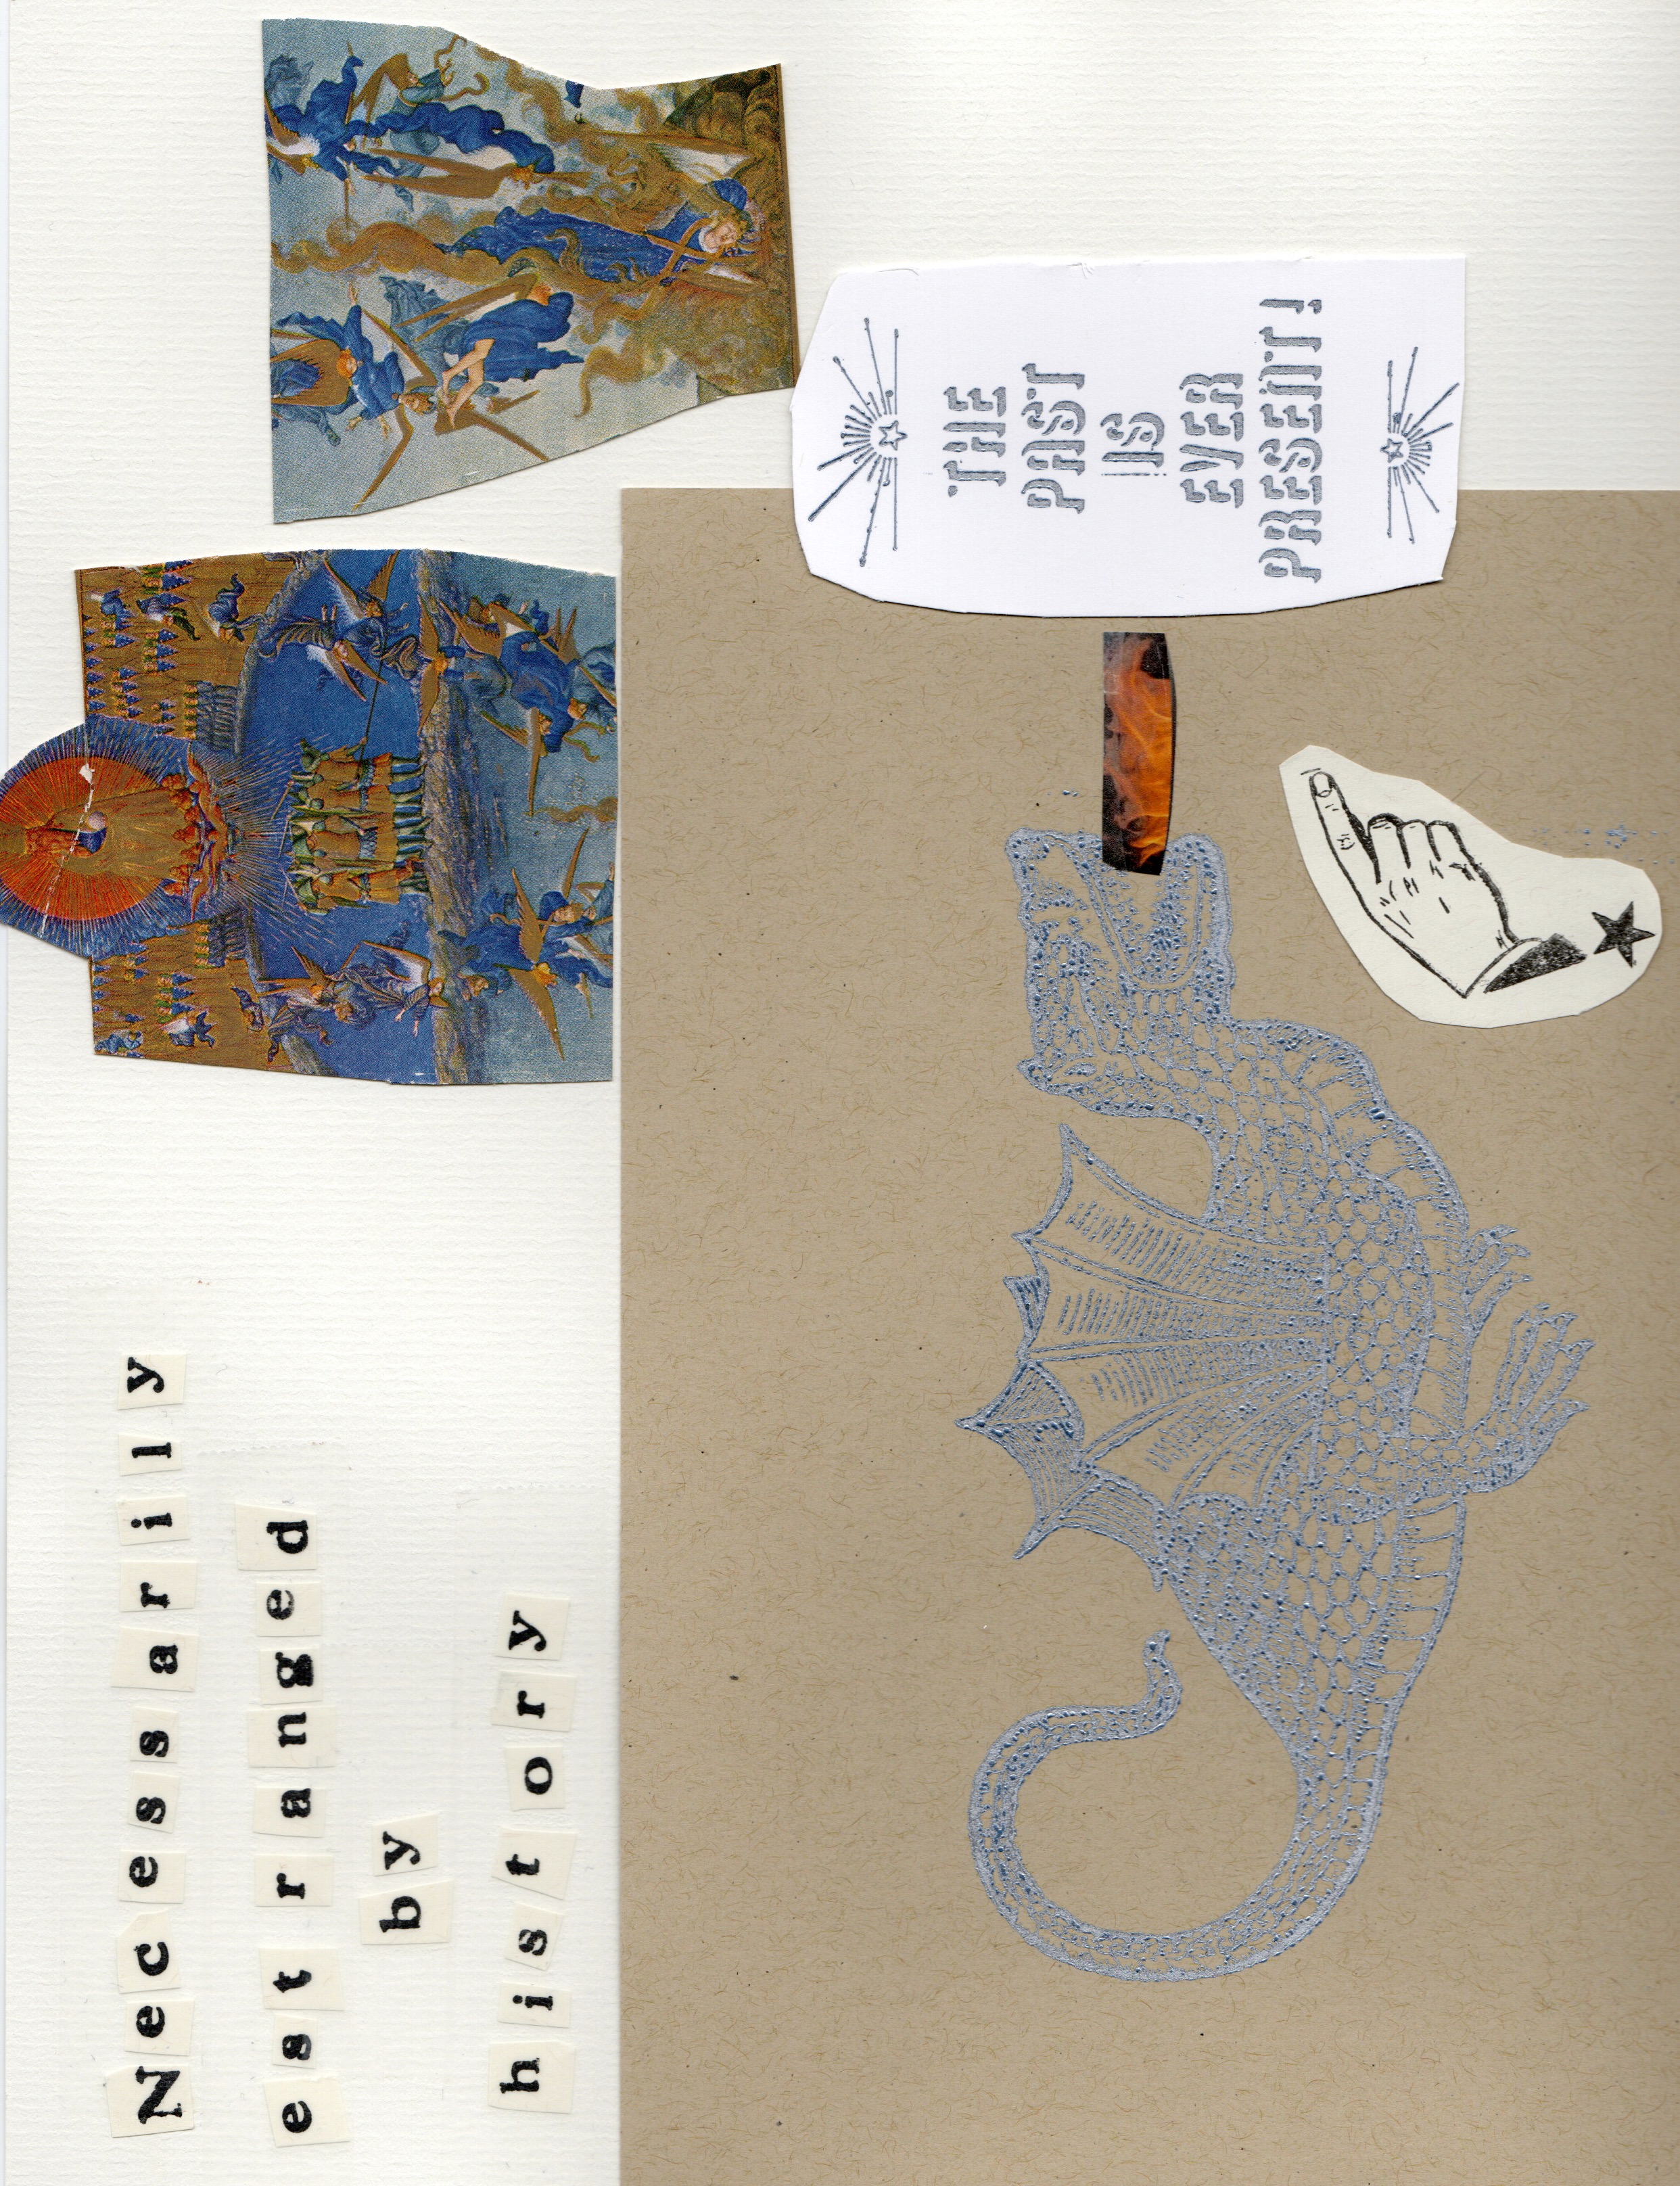 Necessarily
estranged
by
history
THE
PAST
IS
EVER
PRESENT!